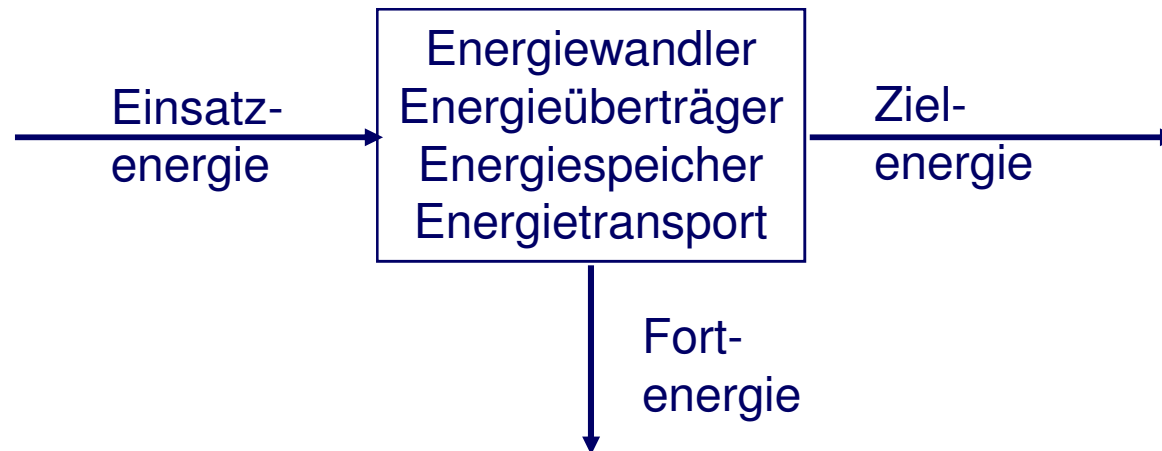 Einsatz-
energie
Energiewandler
Energieüberträger
Energiespeicher
Energietransport
Ziel-
energie
Fort-
energie